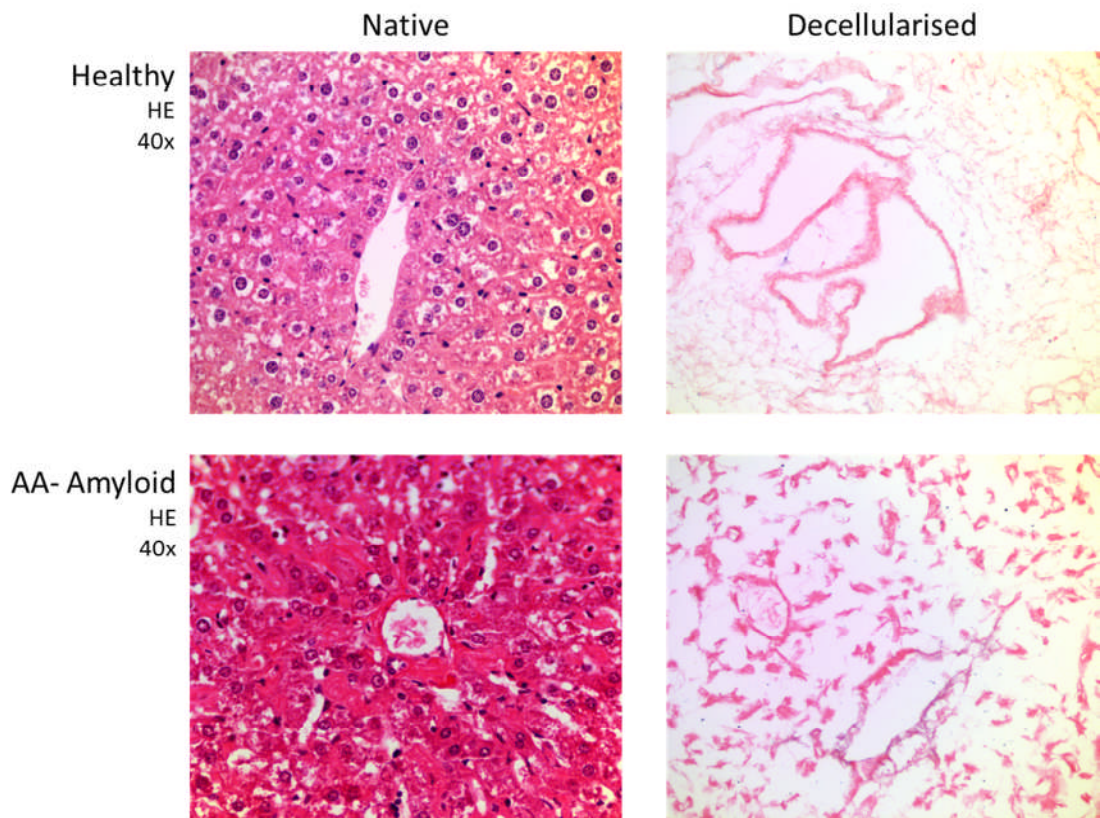 Native
Decellularised
Healthy
HE
40x
AA- Amyloid
HE
40x